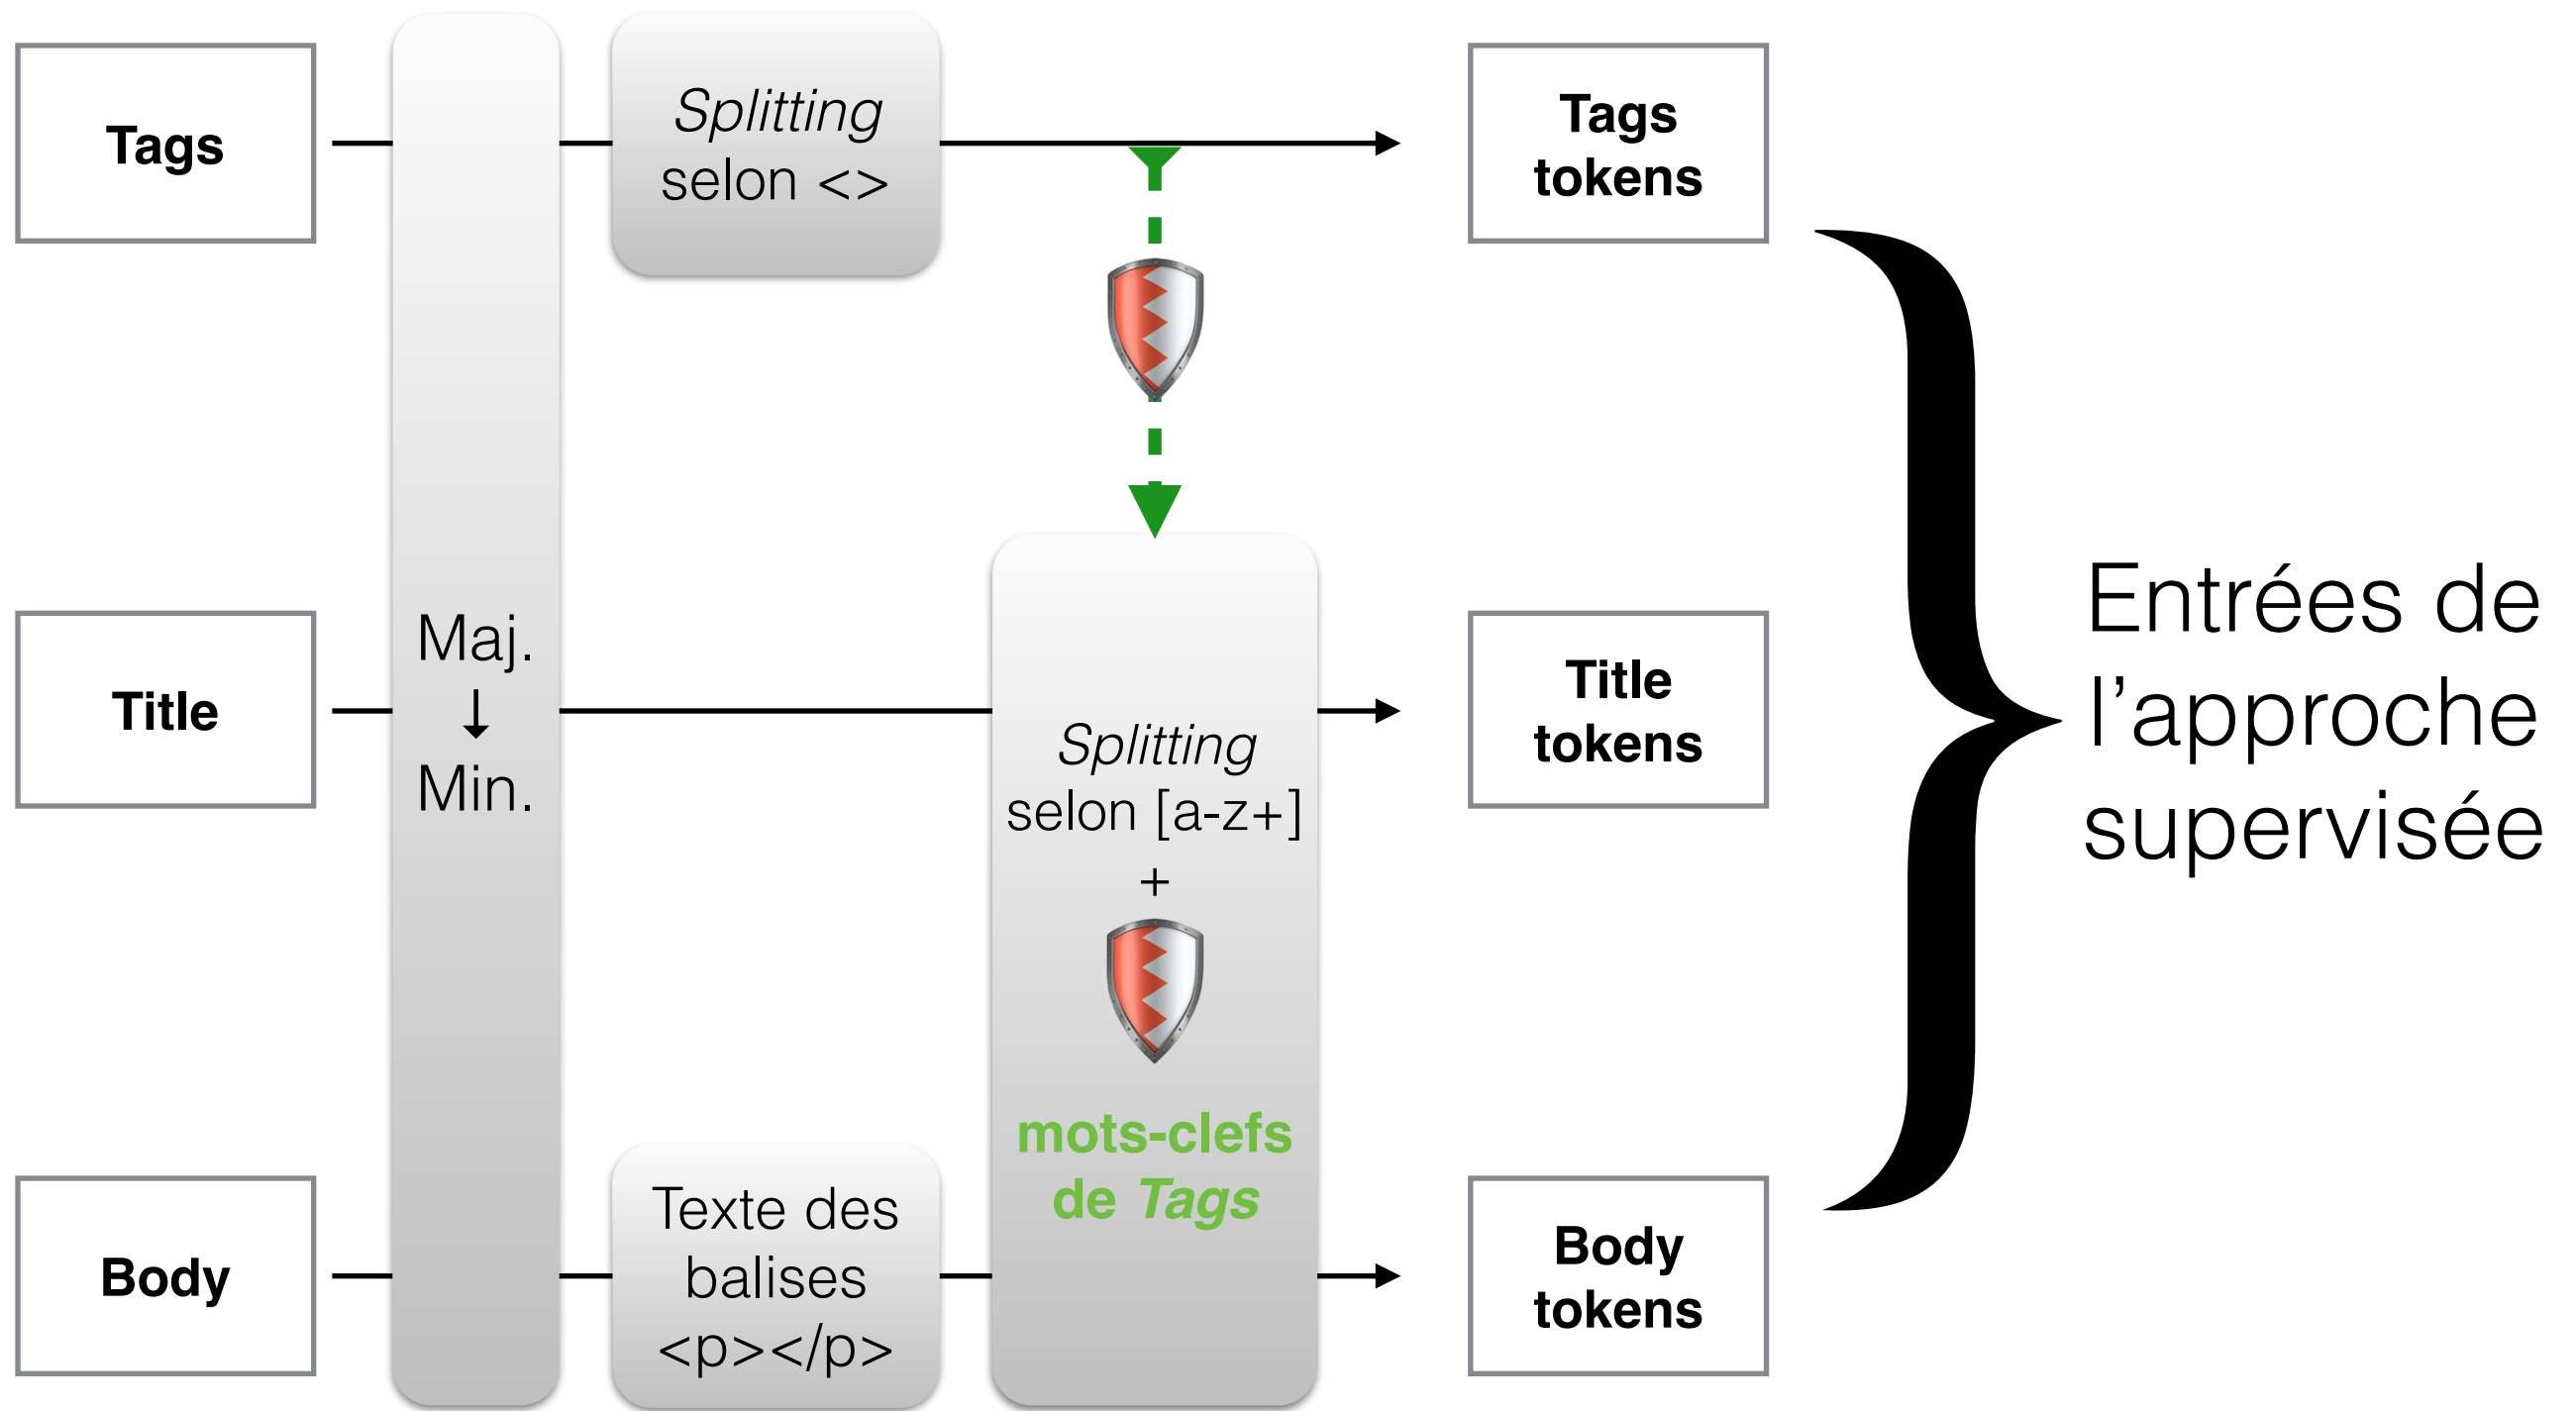 Tags
Splitting
selon <>
Tags
tokens
Title
Maj.
↓
Min.
Splitting
selon [a-z+]
+
mots-clefs
de Tags
Title
tokens
Body
Texte des
balises
<p></p>
Body
tokens
Entrées de
l’approche
supervisée